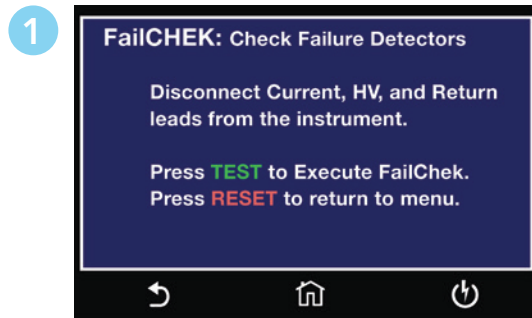 1
FailCHEK: Check Failure Detectors
Disconnect Current, HV, and Return
leads from the instrument.
Press TEST to Execute FailChek.
Press RESET to return to menu.